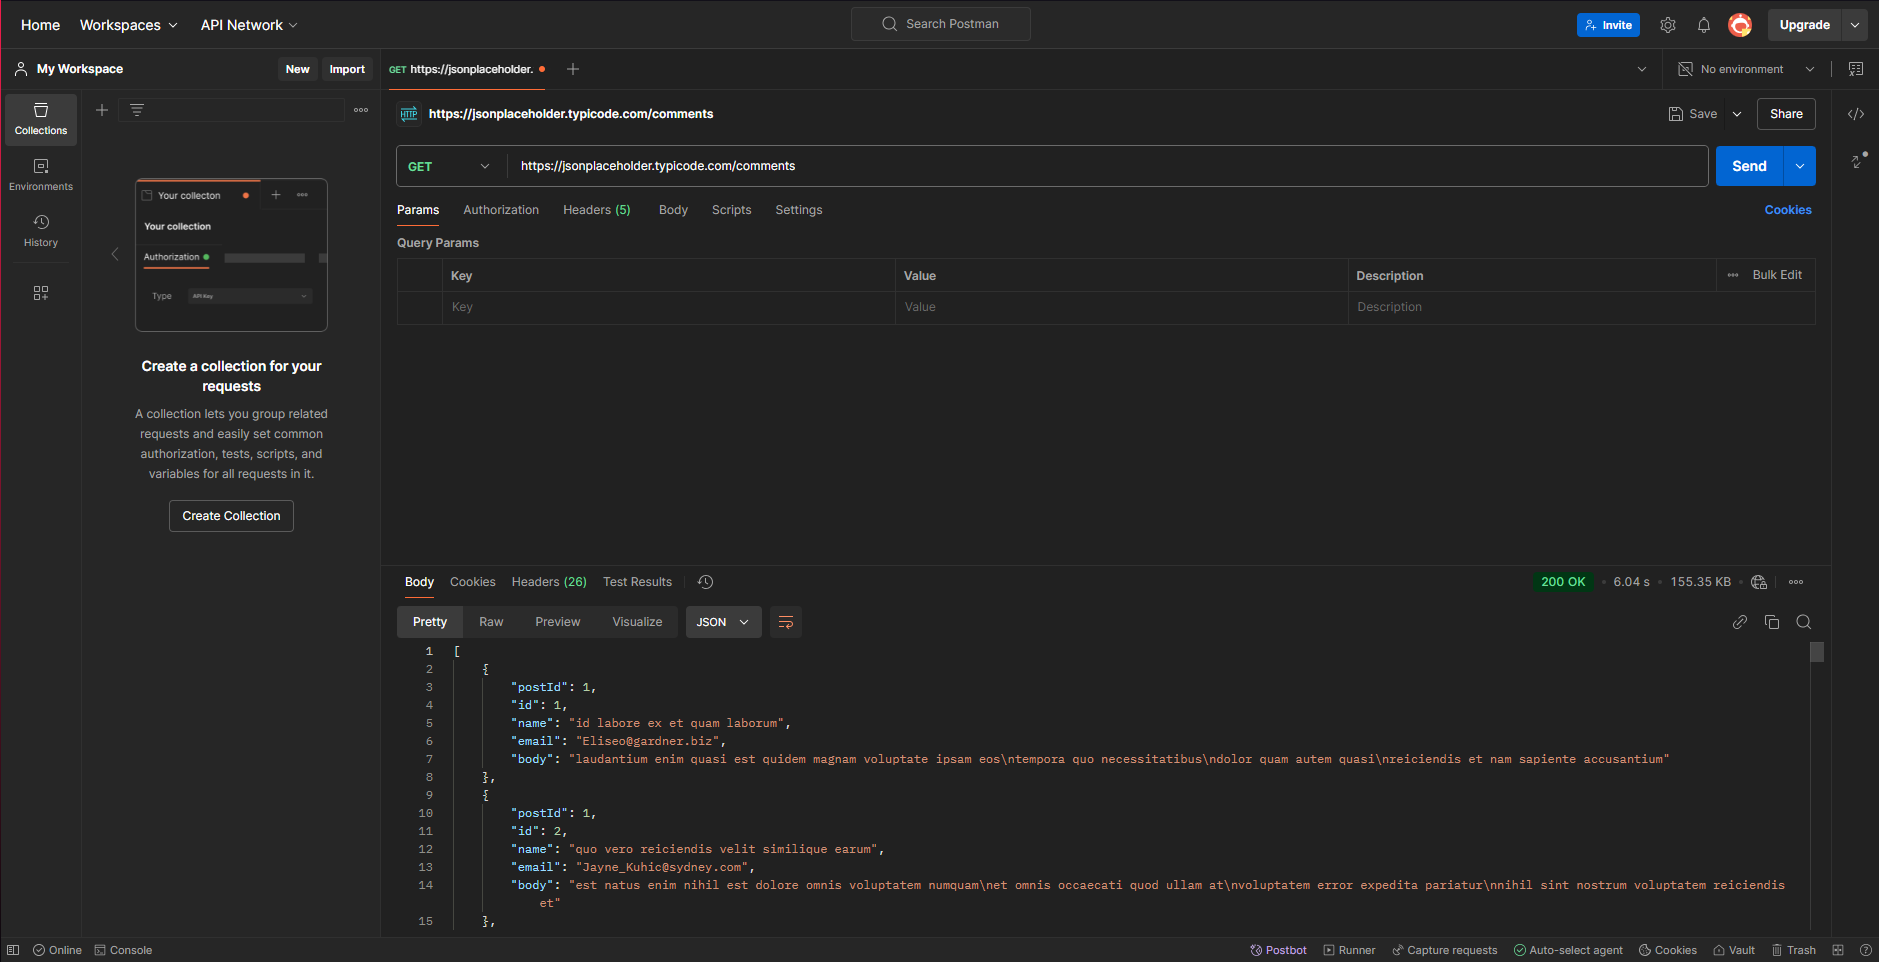 Home Workspaces API Network Search Postman Invite Upgrade
My Workspace New Import GET https://jsonplaceholder. No environment
Collections
Environments
History
Your collecton
Your collection
Authorization
Type API Key
Create a collection for your
requests
A collection lets you group related
requests and easily set common
authorization, tests, scripts, and
variables for all requests in it.
Create Collection
HTTP https://jsonplaceholder.typicode.com/comments Save Share
GET https://jsonplaceholder.typicode.com/comments Send
Params Authorization Headers (5) Body Scripts Settings Cookies
Query Params
Key Value Description Bulk Edit
Key Value Description
Body Cookies Headers (26) Test Results 200 OK 6.04 s 155.35 KB
Pretty Raw Preview Visualize JSON
1 [
2 {
3 "postId": 1,
4 "id": 1,
5 "name": "id labore ex et quam laborum",
6 "email": "Eliseo@gardner.biz",
7 "body": "laudantium enim quasi est quidem magnam voluptate ipsam eos\ntempora quo necessitatibus\ndolor quam autem quasi\nreiciendis et nam sapiente accusantium"
8 },
9 {
10 "postId": 1,
11 "id": 2,
12 "name": "quo vero reiciendis velit similique earum",
13 "email": "Jayne_Kuhic@sydney.com",
14 "body": "est natus enim nihil est dolore omnis voluptatem numquam\net omnis occaecati quod ullam at\nvoluptatem error expedita pariatur\nnihil sint nostrum voluptatem reiciendis
et"
15 },
Online Console Postbot Runner Capture requests Auto-select agent Cookies Vault Trash